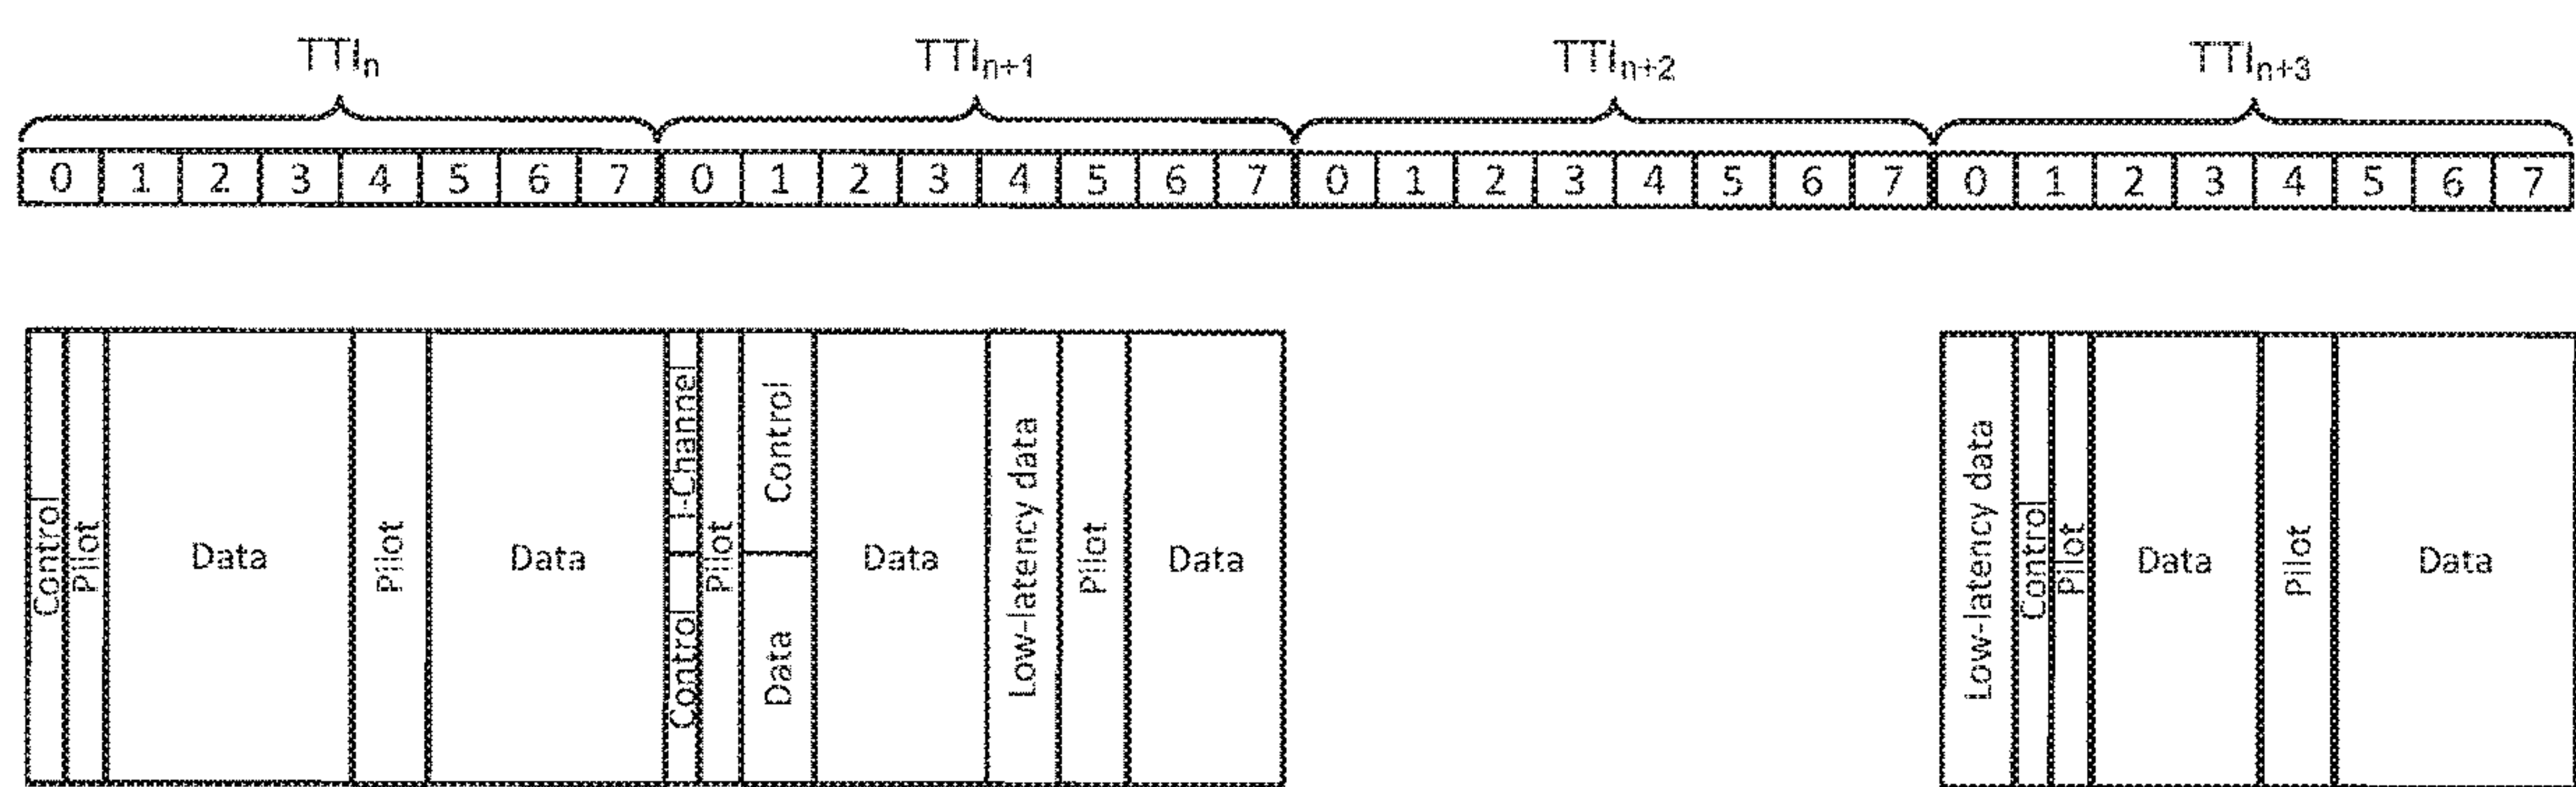 TTIn TTIn+1 TTIn+2 TTIn+3
0 1 2 3 4 5 6 7 0 1 2 3 4 5 6 7 0 1 2 3 4 5 6 7 0 1 2 3 4 5 6 7
Control
Pilot
Data
Pilot
Data
I-Channel
Control
Pilot
Control
Data
Data
Low-latency data
Pilot
Data
Low-latency data
Control
Pilot
Data
Pilot
Data